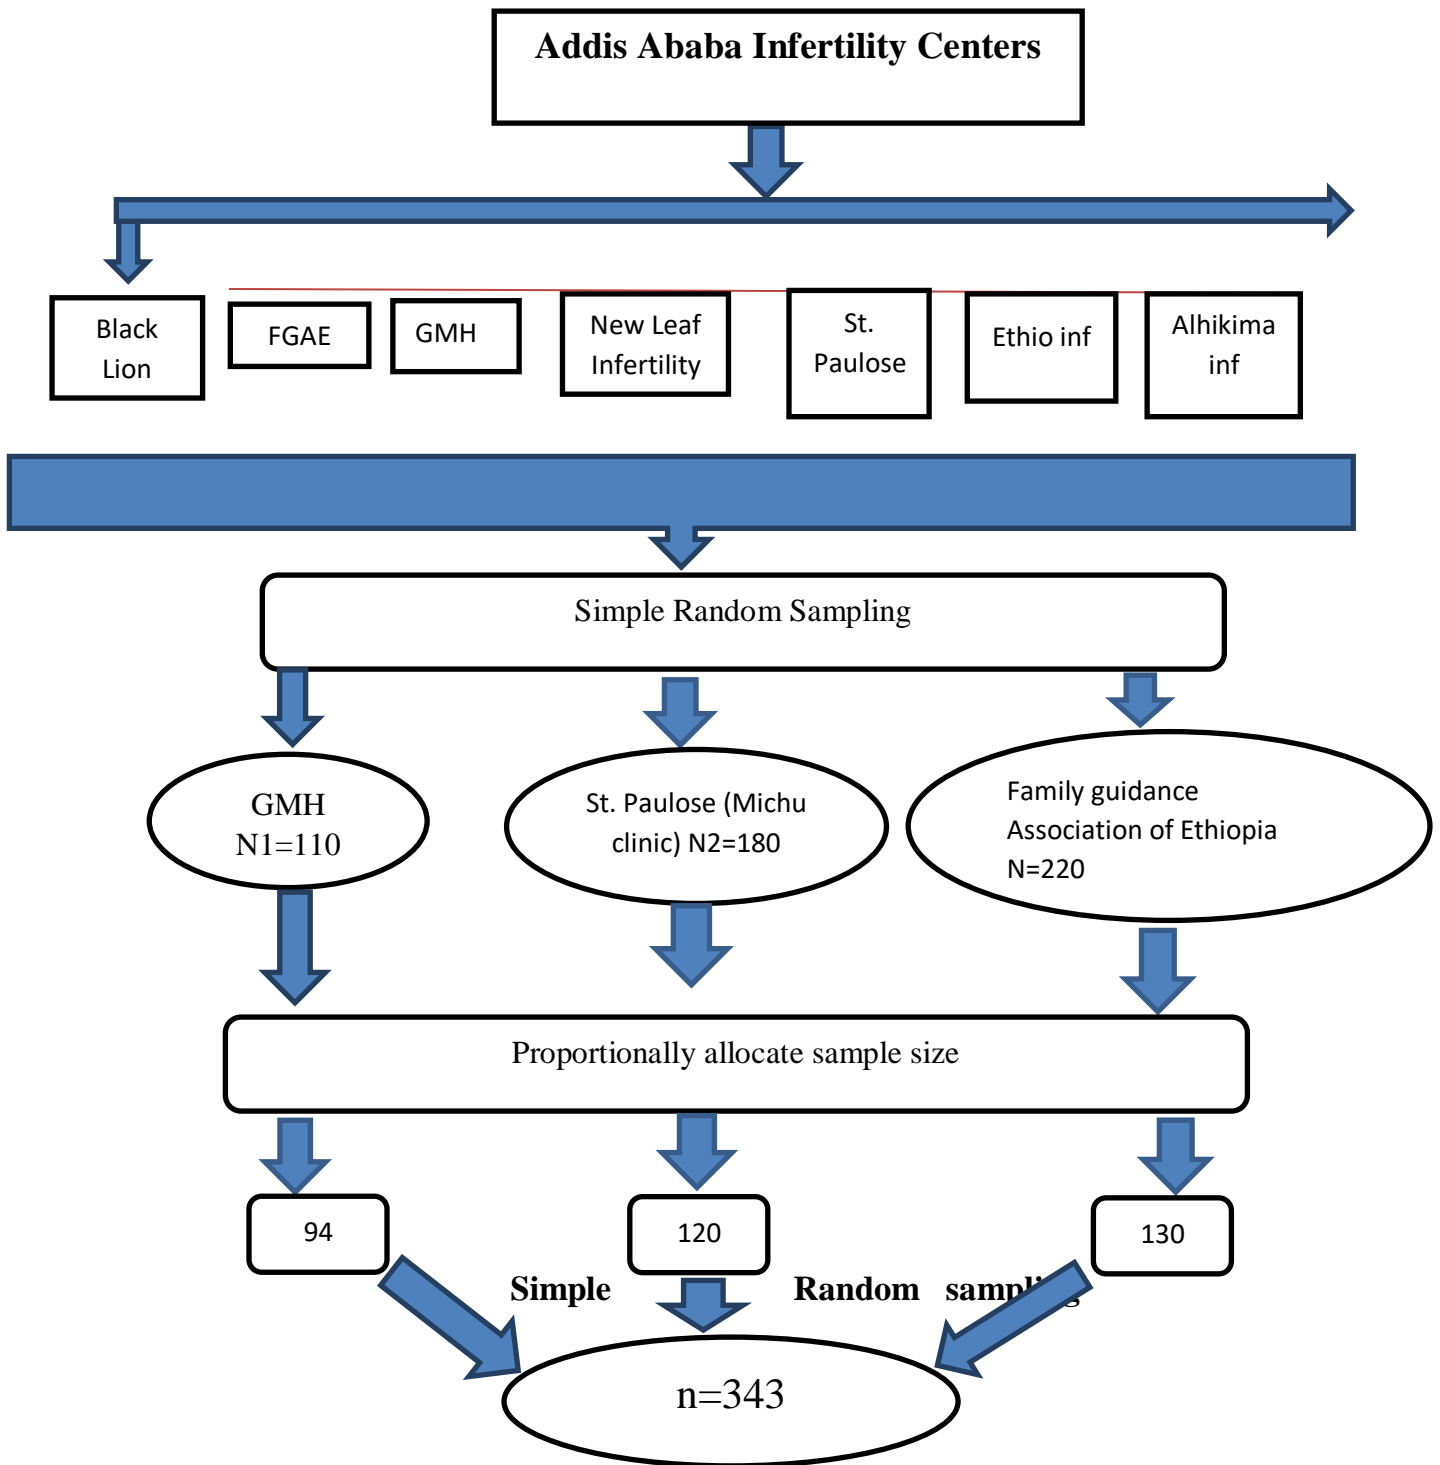 Addis Ababa Infertility Centers
Black
Lion
FGAE
GMH
New Leaf
Infertility
St.
Paulose
Ethio inf
Alhikima
inf
Simple Random Sampling
GMH
N1=110
St. Paulose (Michu
clinic) N2=180
Family guidance
Association of Ethiopia
N=220
Proportionally allocate sample size
94
120
130
Simple Random sampling
n=343